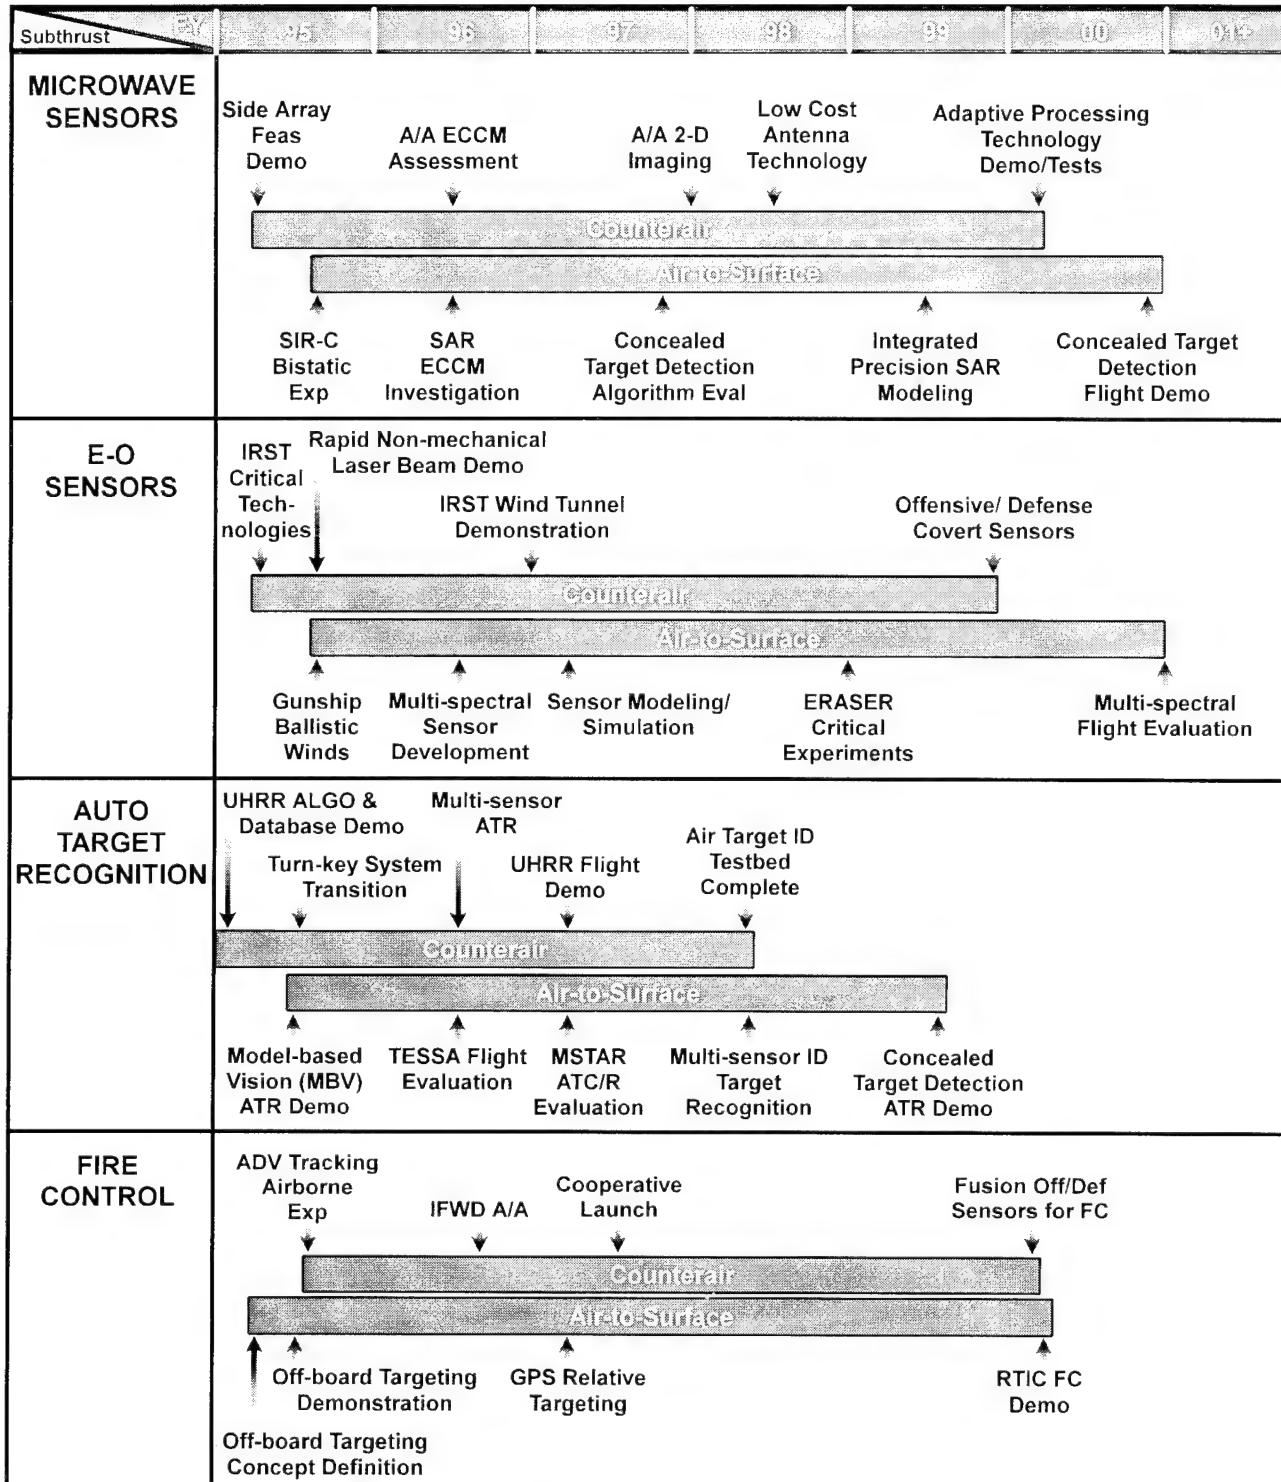 Subthrust FY 95 96 97 98 99 00 01+
MICROWAVE
SENSORS
Side Array
Feas
Demo
A/A ECCM
Assessment
A/A 2-D
Imaging
Low Cost
Antenna
Technology
Adaptive Processing
Technology
Demo/Tests
Counterair
Air-to-Surface
SIR-C
Bistatic
Exp
SAR
ECCM
Investigation
Concealed
Target Detection
Algorithm Eval
Integrated
Precision SAR
Modeling
Concealed Target
Detection
Flight Demo
E-O
SENSORS
IRST
Critical
Tech-
nologies
Rapid Non-mechanical
Laser Beam Demo
IRST Wind Tunnel
Demonstration
Offensive/ Defense
Covert Sensors
Counterair
Air-to-Surface
Gunship
Ballistic
Winds
Multi-spectral
Sensor
Development
Sensor Modeling/
Simulation
ERASER
Critical
Experiments
Multi-spectral
Flight Evaluation
AUTO
TARGET
RECOGNITION
UHRR ALGO &
Database Demo
Turn-key System
Transition
Multi-sensor
ATR
UHRR Flight
Demo
Air Target ID
Testbed
Complete
Counterair
Air-to-Surface
Model-based
Vision (MBV)
ATR Demo
TESSA Flight
Evaluation
MSTAR
ATC/R
Evaluation
Multi-sensor ID
Target
Recognition
Concealed
Target Detection
ATR Demo
FIRE
CONTROL
ADV Tracking
Airborne
Exp
IFWD A/A
Cooperative
Launch
Fusion Off/Def
Sensors for FC
Counterair
Air-to-Surface
Off-board Targeting
Demonstration
GPS Relative
Targeting
RTIC FC
Demo
Off-board Targeting
Concept Definition